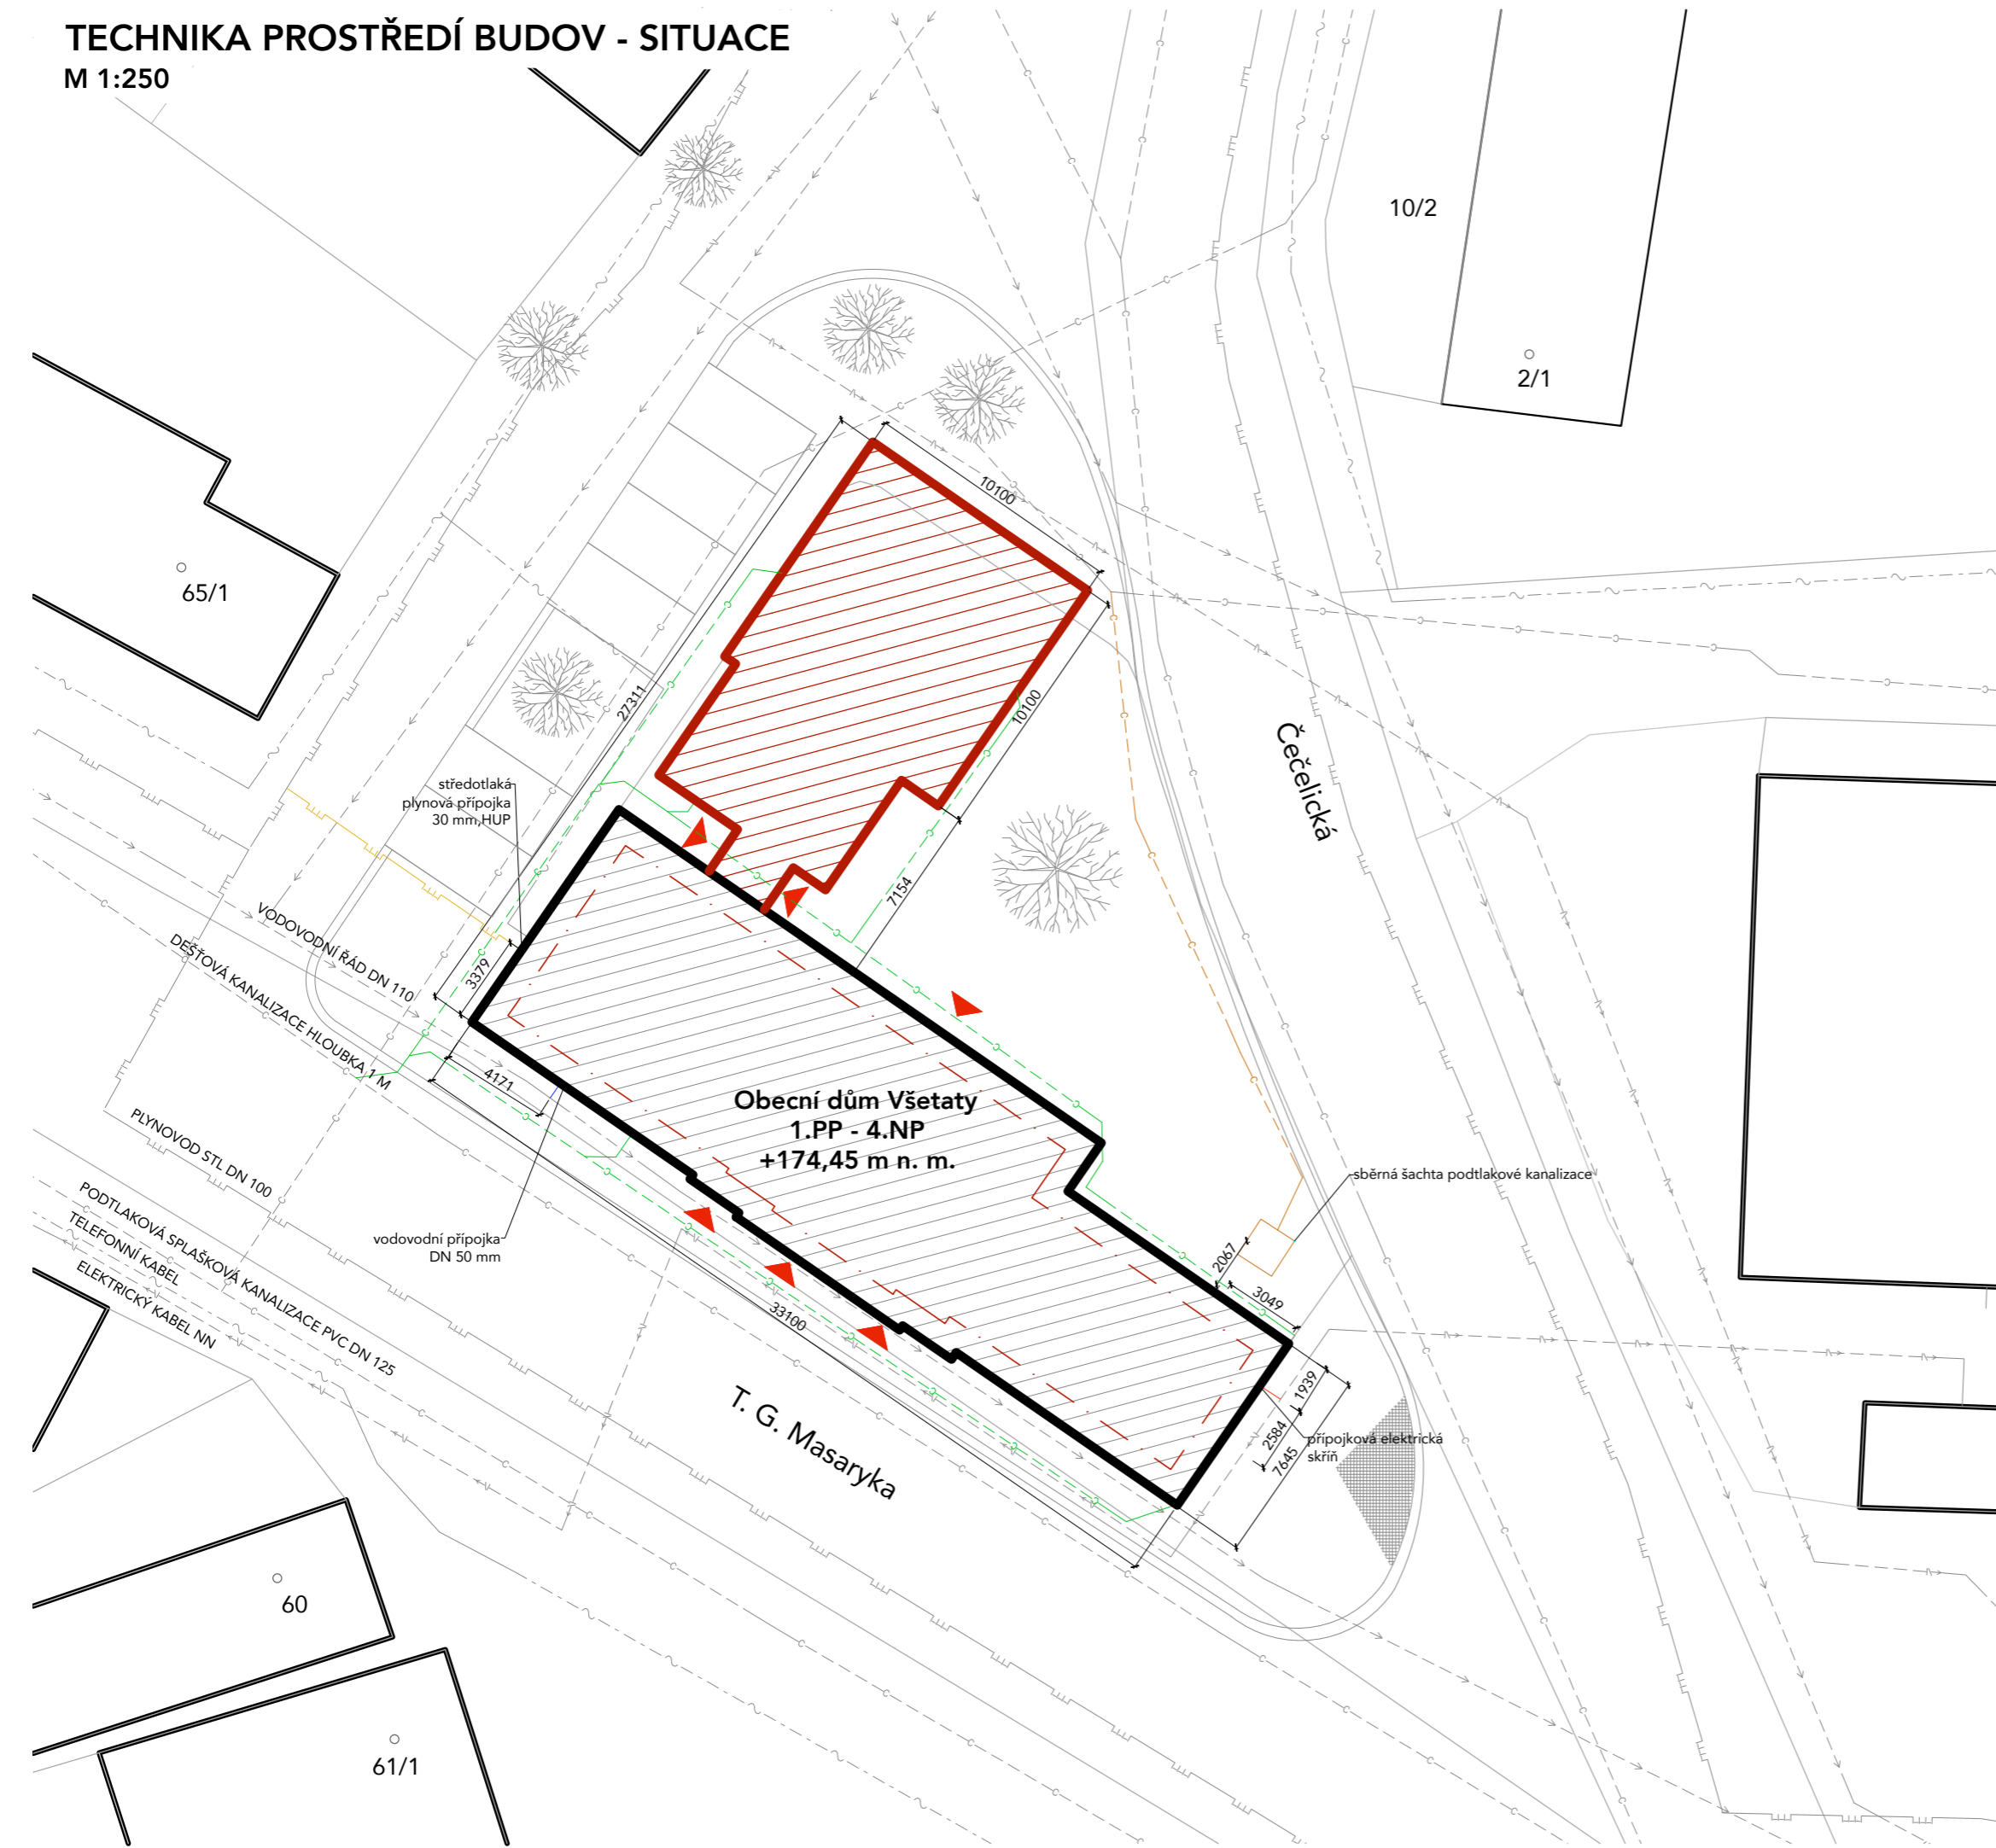 TECHNIKA PROSTŘEDÍ BUDOV - SITUACE
M 1:250
10/2
2/1
10100
65/1
27311
10100
Čečelická
středotlaká
plynová přípojka
30 mm,HUP
7154
VODOVODNÍ ŘÁD DN 110
DEŠŤOVÁ KANALIZACE HLOUBKA 1 M
3379
4171
Obecní dům Všetaty
1.PP - 4.NP
+174,45 m n. m.
PLYNOVOD STL DN 100
sběrná šachta podtlakové kanalizace
PODTLAKOVÁ SPLAŠKOVÁ KANALIZACE PVC DN 125
TELEFONNÍ KABEL
ELEKTRICKÝ KABEL NN
vodovodní přípojka
DN 50 mm
2067
3049
33100
1939
2584
7645
přípojková elektrická
skříň
T. G. Masaryka
60
61/1